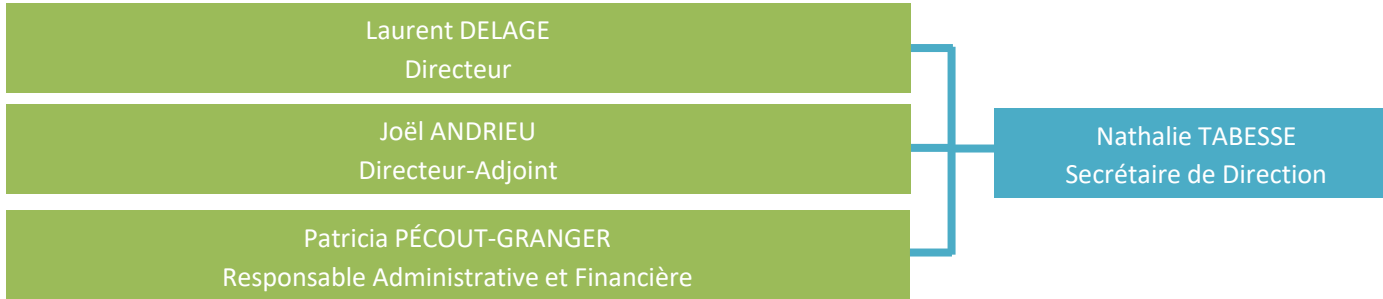 Laurent DELAGE
Directeur
Joël ANDRIEU
Directeur-Adjoint
Patricia PÉCOUT-GRANGER
Responsable Administrative et Financière
Nathalie TABESSE
Secrétaire de Direction